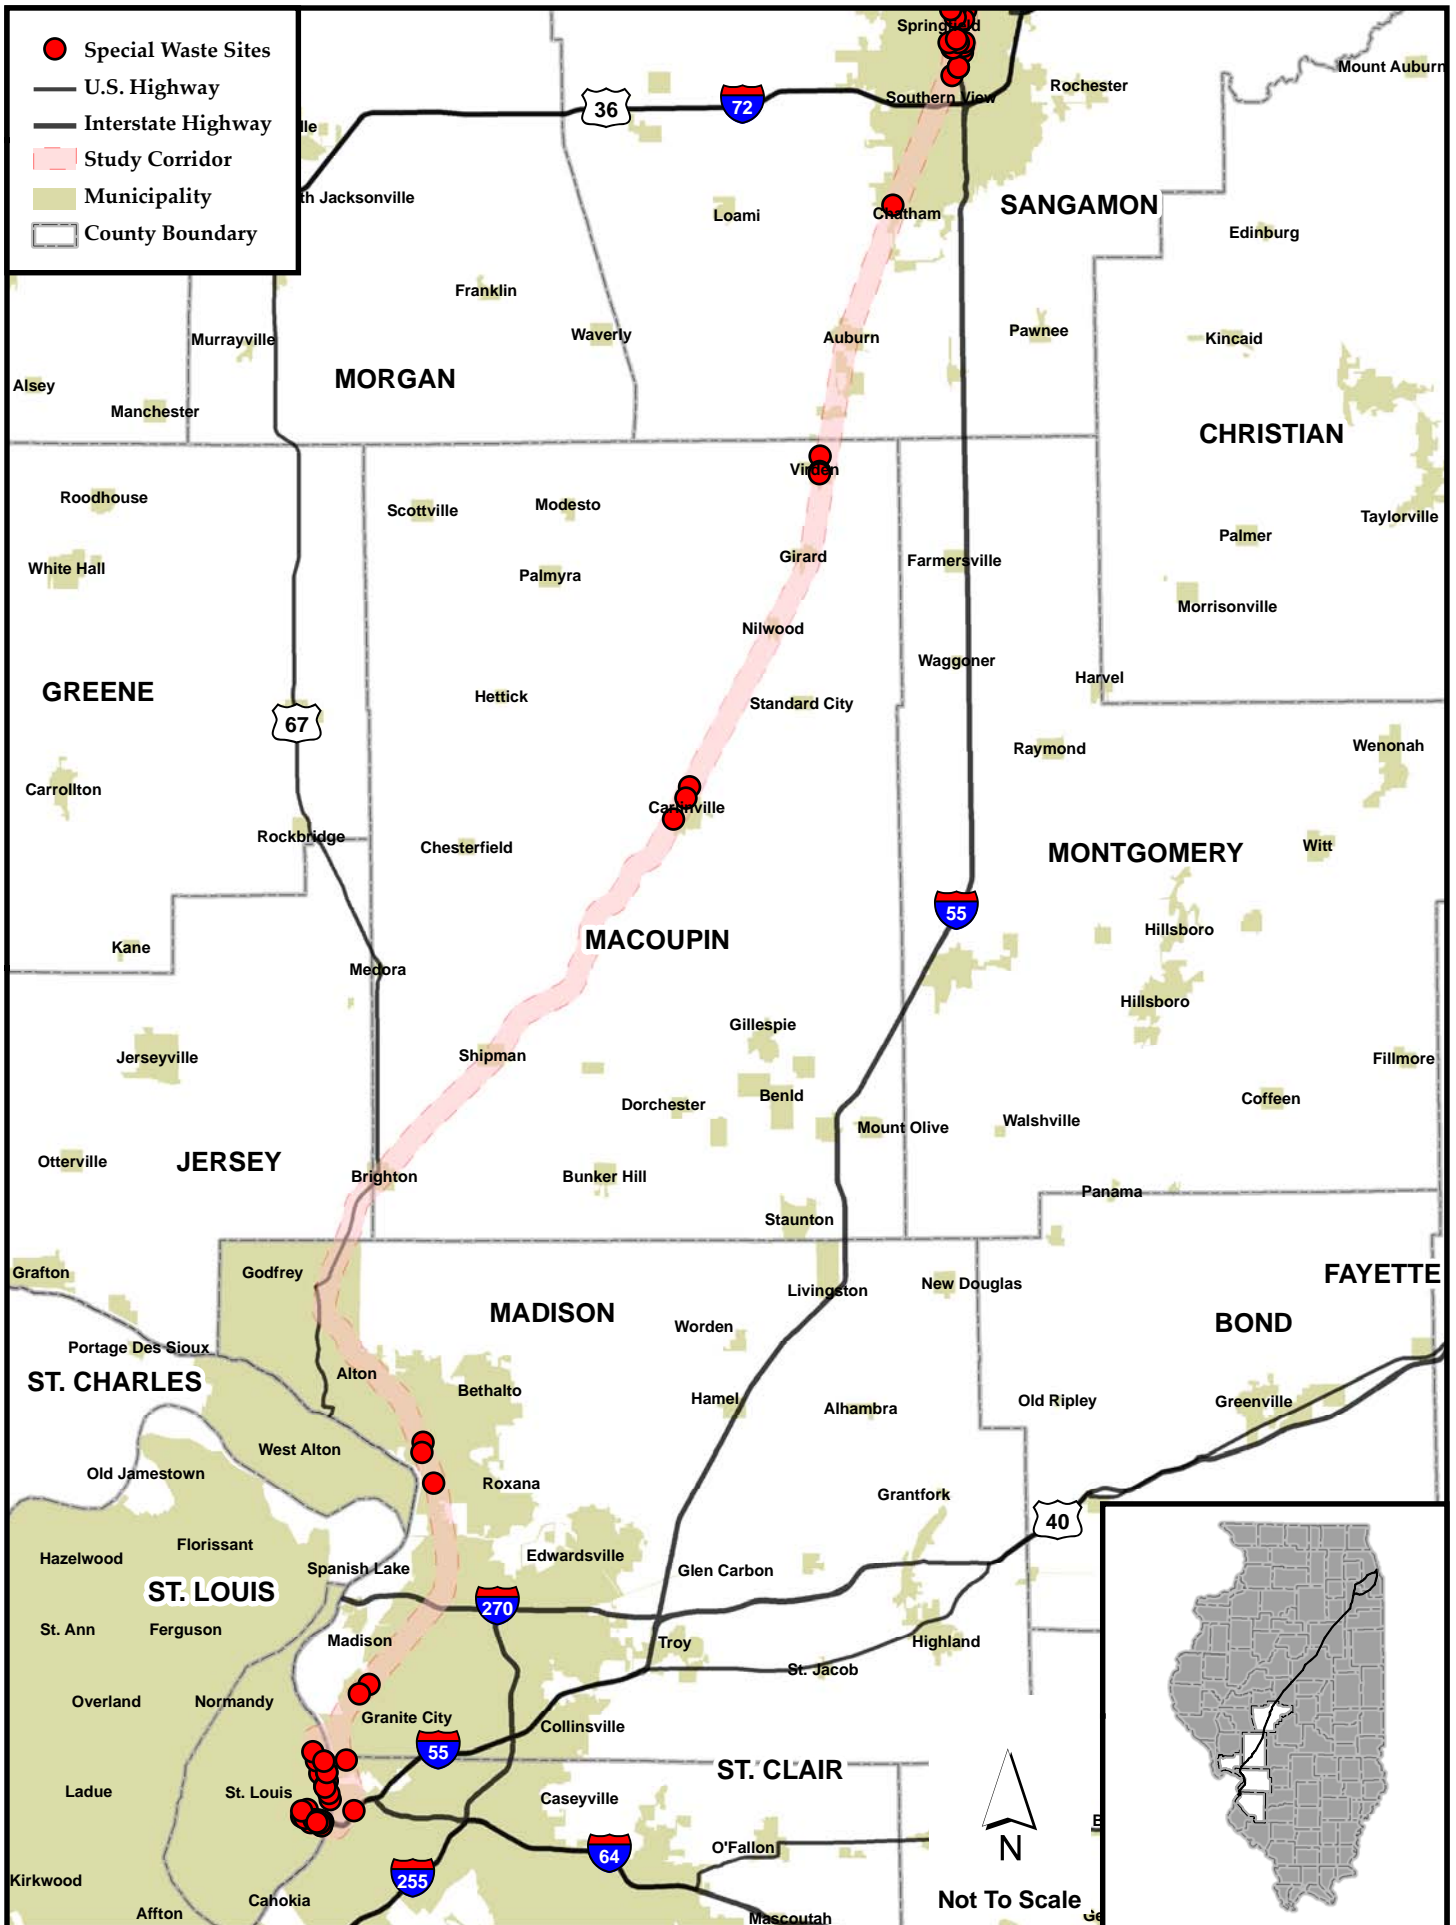 Special Waste Sites
U.S. Highway
Interstate Highway
Study Corridor
Municipality
County Boundary
Springfield
Mount Auburn
36
72
Southern View
Rochester
th Jacksonville
Loami
Chatham
SANGAMON
Edinburg
Franklin
Murrayville
Waverly
Auburn
Pawnee
Kincaid
Alsey
MORGAN
Manchester
CHRISTIAN
Virden
Roodhouse
Scottville
Modesto
Taylorville
Palmer
White Hall
Palmyra
Girard
Farmersville
Morrisonville
Nilwood
Waggoner
Harvel
GREENE
Hettick
Standard City
67
Raymond
Wenonah
Carrollton
Carlinville
Rockbridge
Chesterfield
MONTGOMERY
Witt
55
Hillsboro
MACOUPIN
Kane
Medora
Hillsboro
Gillespie
Jerseyville
Shipman
Fillmore
Benld
Coffeen
Dorchester
Mount Olive
Walshville
Otterville
JERSEY
Brighton
Bunker Hill
Panama
Staunton
Grafton
Godfrey
FAYETTE
Livingston
New Douglas
MADISON
Worden
BOND
Portage Des Sioux
Alton
ST. CHARLES
Bethalto
Hamel
Alhambra
Old Ripley
Greenville
West Alton
Old Jamestown
Roxana
Grantfork
40
Florissant
Hazelwood
Spanish Lake
Edwardsville
Glen Carbon
ST. LOUIS
270
St. Ann
Ferguson
Madison
Troy
Highland
St. Jacob
Overland
Normandy
Granite City
Collinsville
55
ST. CLAIR
Ladue
St. Louis
Caseyville
O'Fallon
64
N
Kirkwood
255
Cahokia
Not To Scale
Affton
Mascoutah